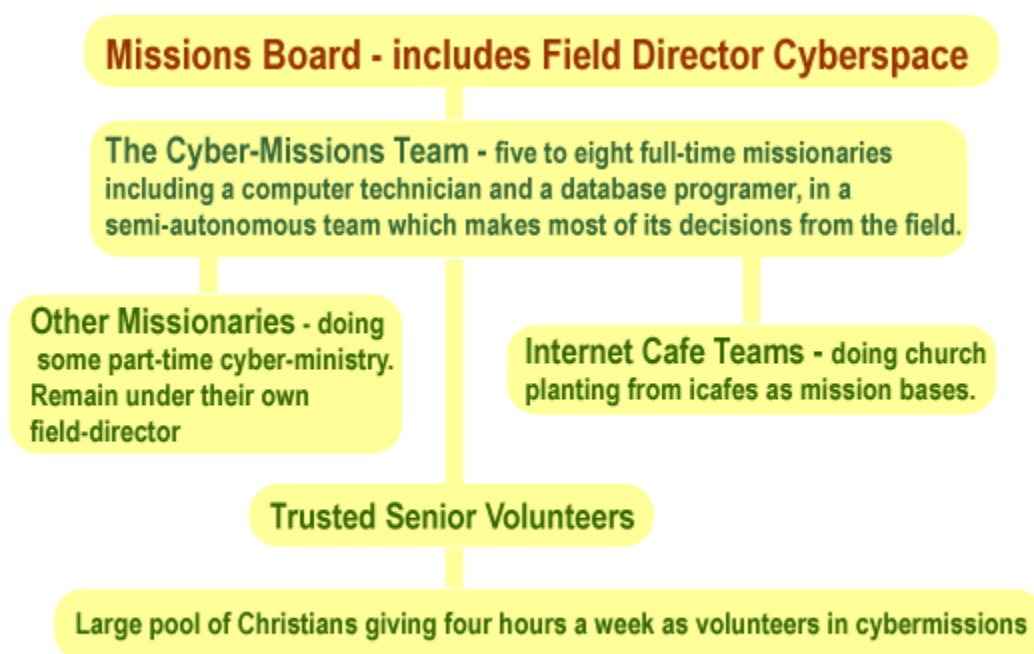 Missions Board - includes Field Director Cyberspace
The Cyber-Missions Team - five to eight full-time missionaries
including a computer technician and a database programer, in a
semi-autonomous team which makes most of its decisions from the field.
Other Missionaries - doing
some part-time cyber-ministry.
Remain under their own
field-director
Internet Cafe Teams - doing church
planting from icafes as mission bases.
Trusted Senior Volunteers
Large pool of Christians giving four hours a week as volunteers in cybermissions